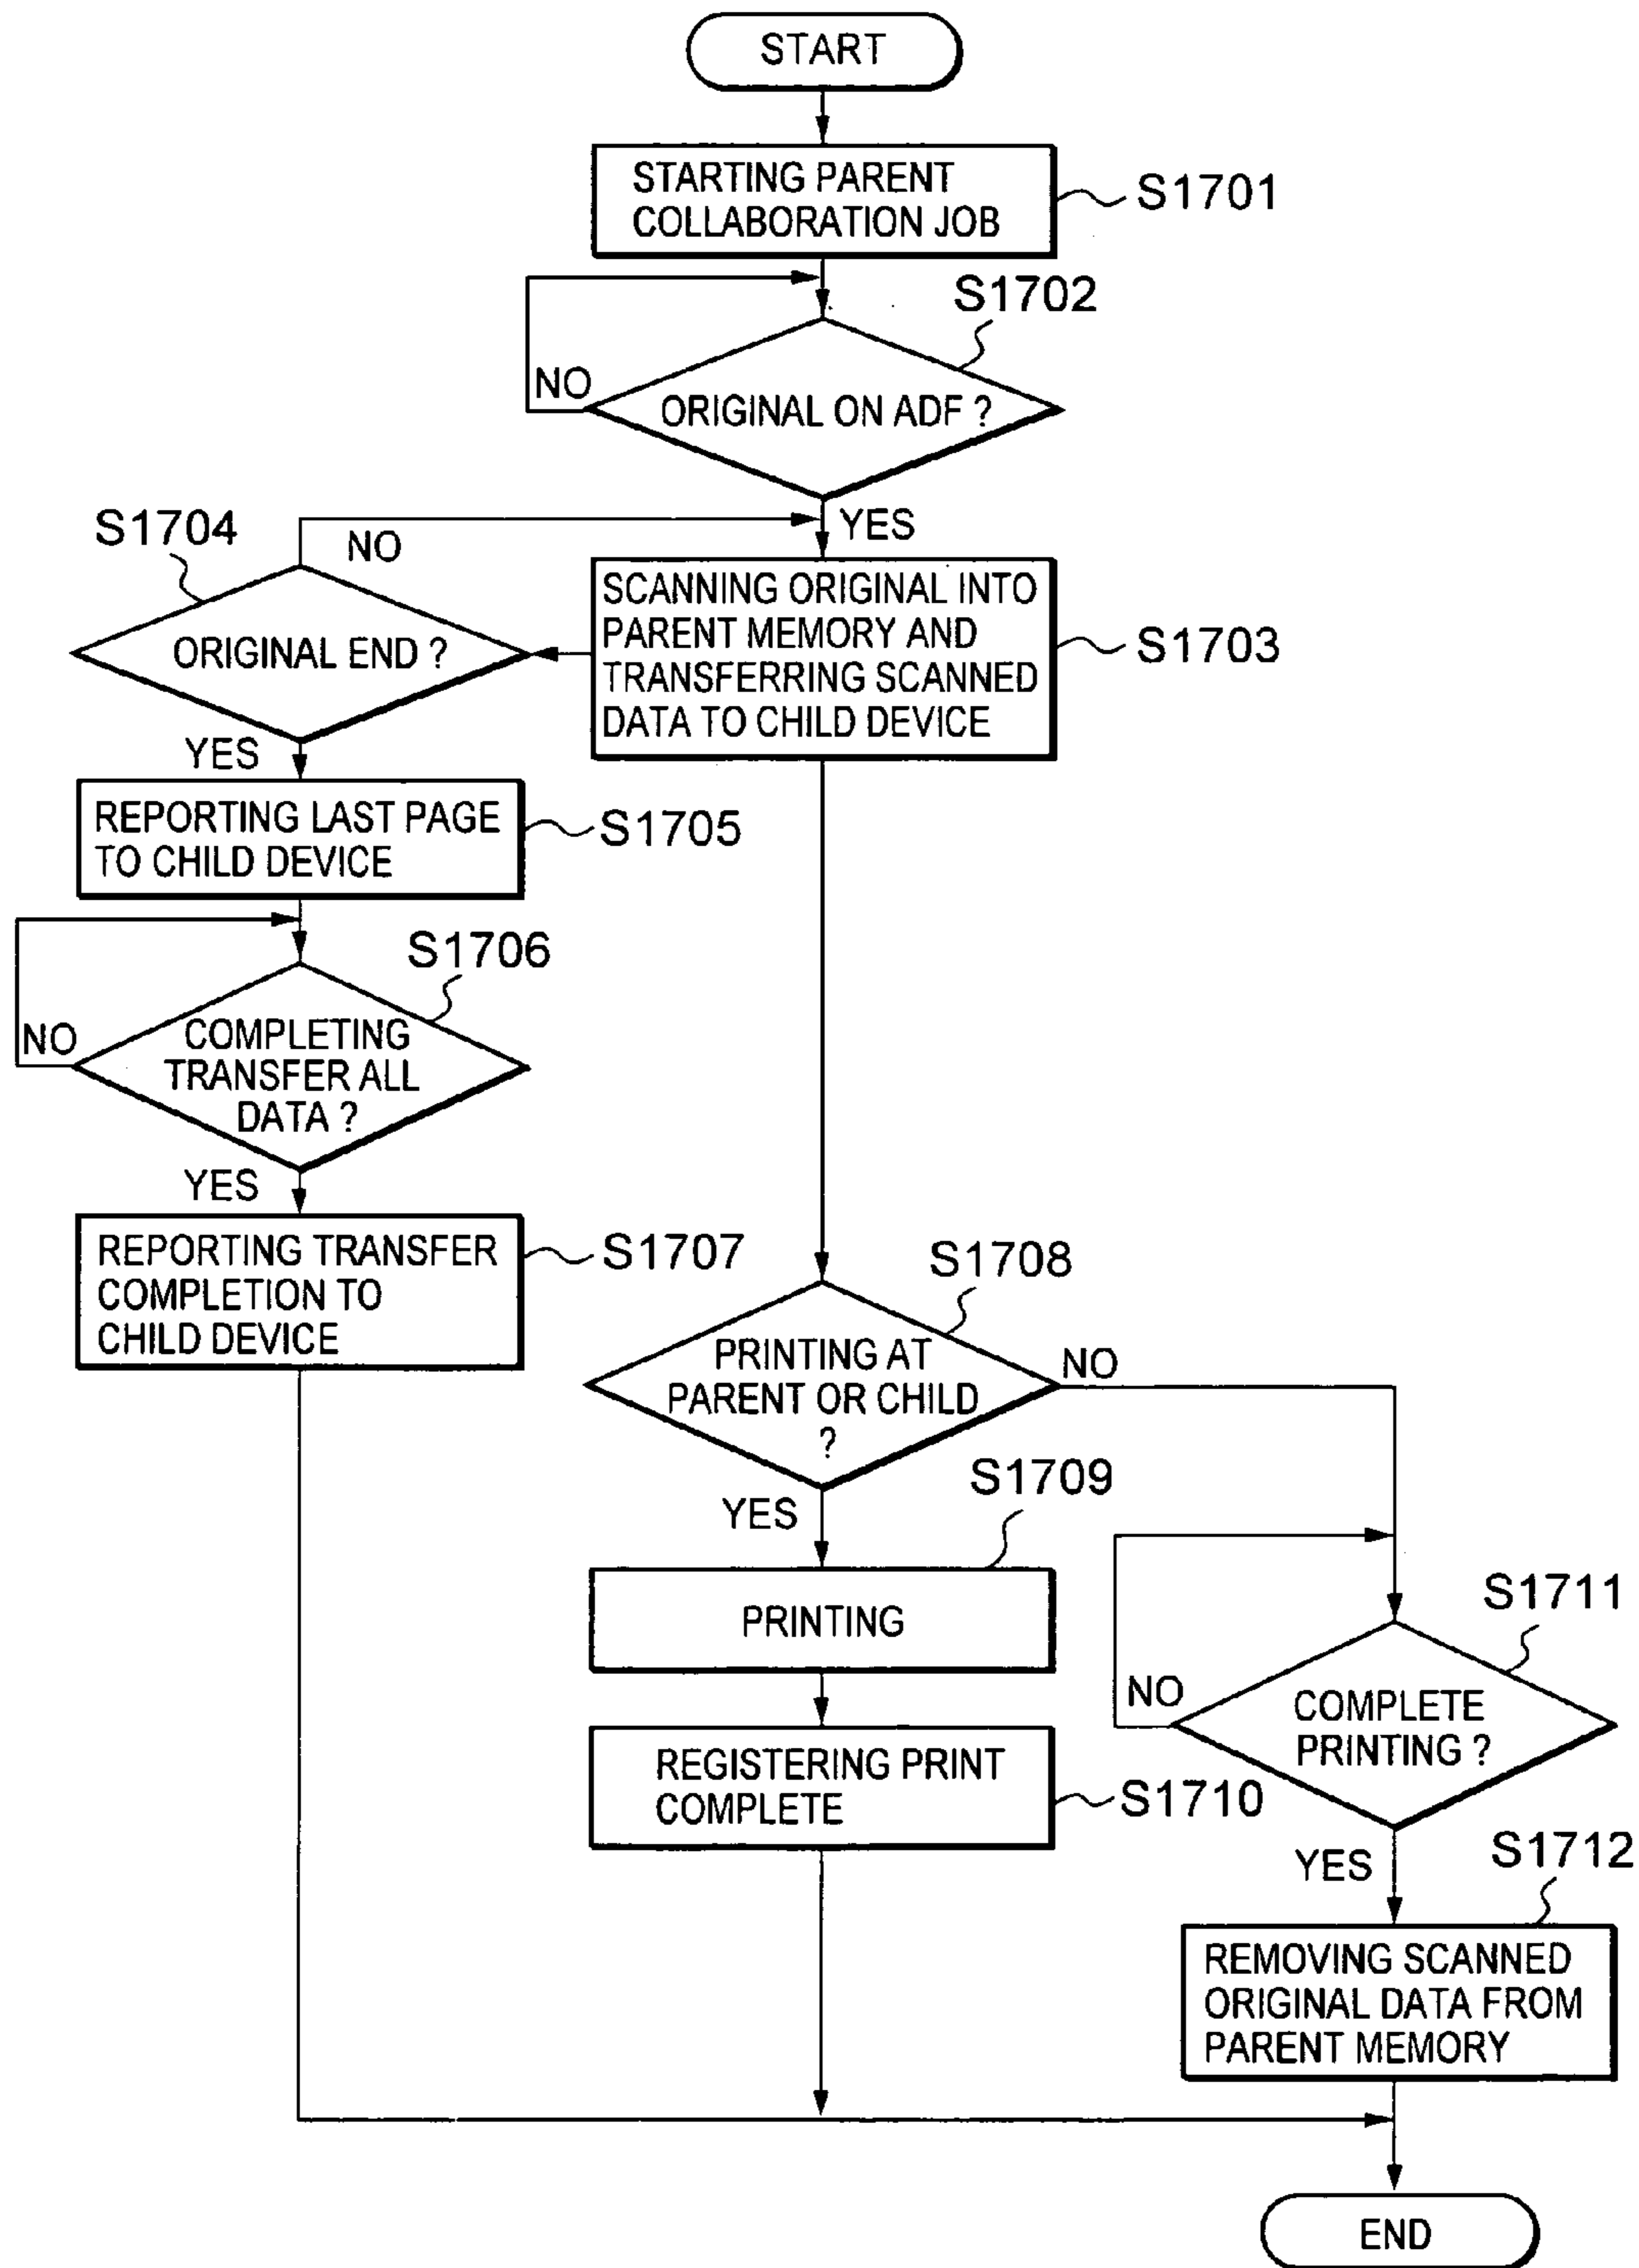 START
STARTING PARENT
COLLABORATION JOB
S1701
S1702
NO
ORIGINAL ON ADF ?
YES
S1704
NO
ORIGINAL END ?
SCANNING ORIGINAL INTO
PARENT MEMORY AND
TRANSFERRING SCANNED
DATA TO CHILD DEVICE
S1703
YES
REPORTING LAST PAGE
TO CHILD DEVICE
S1705
S1706
NO
COMPLETING
TRANSFER ALL
DATA ?
YES
REPORTING TRANSFER
COMPLETION TO
CHILD DEVICE
S1707
S1708
PRINTING AT
PARENT OR CHILD
?
NO
YES
S1709
PRINTING
REGISTERING PRINT
COMPLETE
S1710
S1711
NO
COMPLETE
PRINTING ?
YES
S1712
REMOVING SCANNED
ORIGINAL DATA FROM
PARENT MEMORY
END